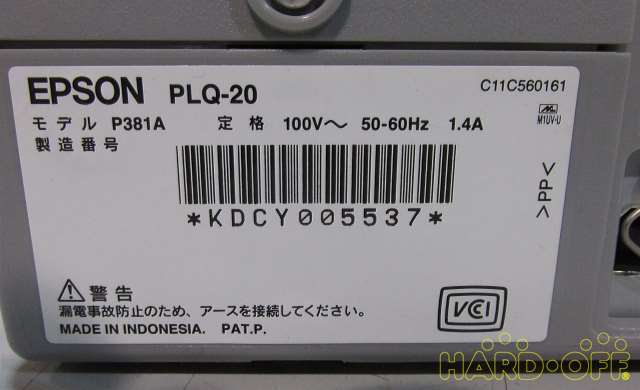 EPSON PLQ-20 C11C560161
モデル P381A 定格 100V～ 50-60Hz 1.4A
M1UV-U
製造番号
*KDCY005537*
>PP<
警告
漏電事故防止のため、アースを接続してください。
MADE IN INDONESIA. PAT.P.
VCI
HARD・OFF